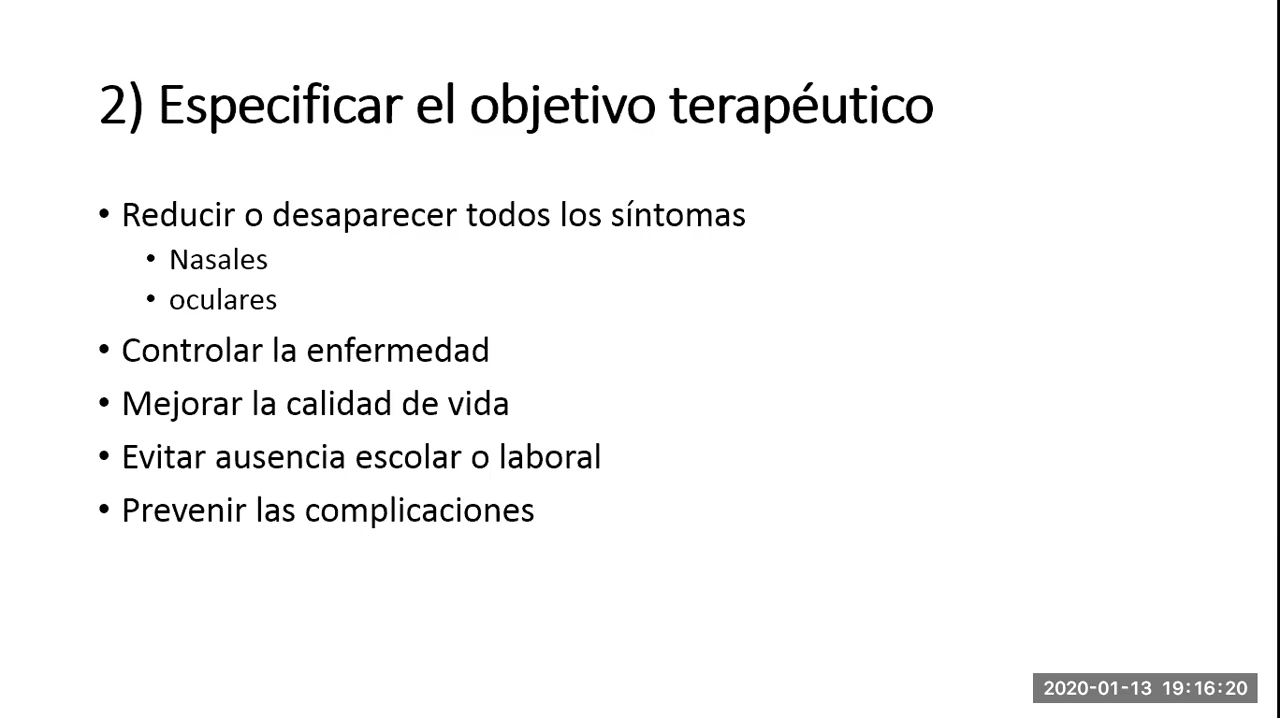 2) Especificar el objetivo terapéutico
• Reducir o desaparecer todos los síntomas
• Nasales
• oculares
• Controlar la enfermedad
• Mejorar la calidad de vida
• Evitar ausencia escolar o laboral
• Prevenir las complicaciones
2020-01-13 19:16:20